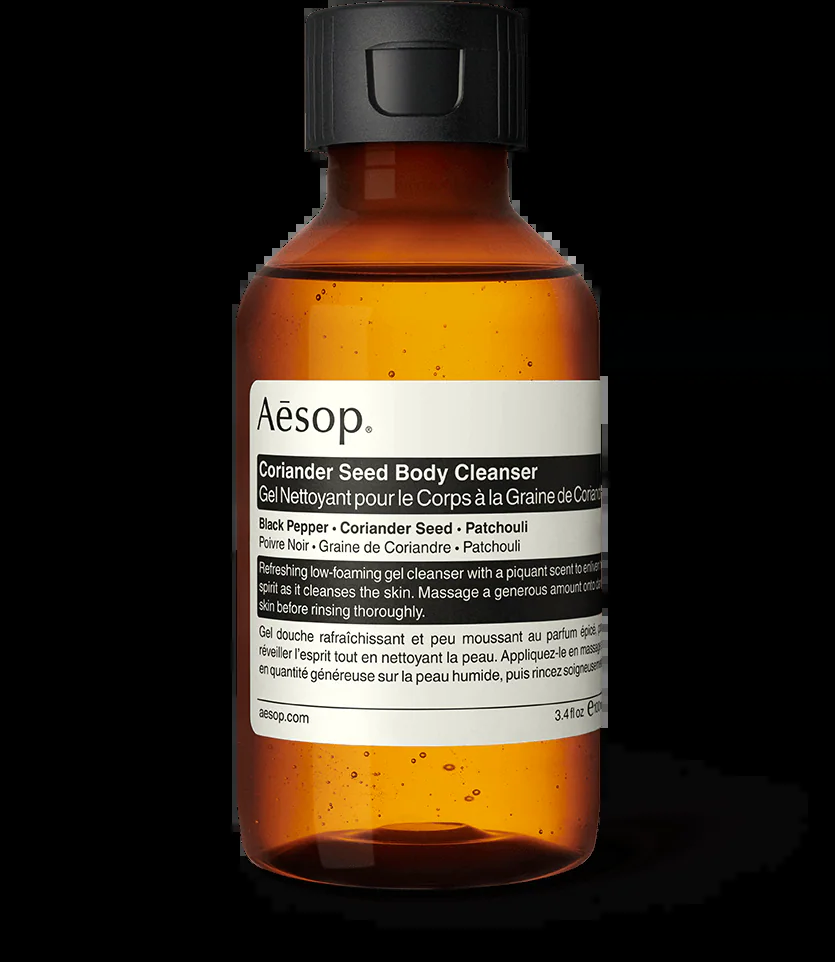 Aēsop®
Coriander Seed Body Cleanser
Gel Nettoyant pour le Corps à la Graine de
Black Pepper • Coriander Seed • Patchouli
Poivre Noir • Graine de Coriandre • Patchouli
Refreshing low-foaming gel cleanser with a piquant scent to
spirit as it cleanses the skin. Massage a generous amount onto
skin before rinsing thoroughly.
Gel douche rafraîchissant et peu moussant au parfum épicé,
réveiller l'esprit tout en nettoyant la peau. Appliquez-le en
en quantité généreuse sur la peau humide, puis rincez
aesop.com
3.4 fl oz ℮